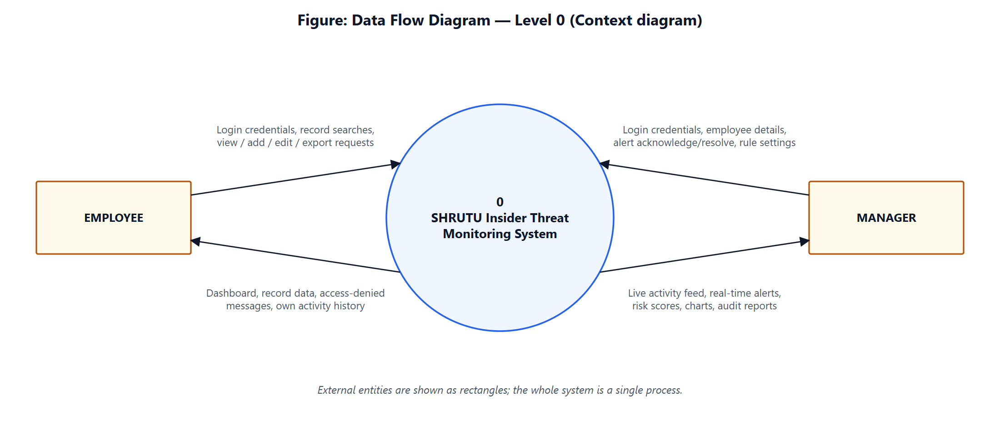 Figure: Data Flow Diagram — Level 0 (Context diagram)
Login credentials, record searches,
view / add / edit / export requests
Login credentials, employee details,
alert acknowledge/resolve, rule settings
EMPLOYEE
0
SHRUTU Insider Threat
Monitoring System
MANAGER
Dashboard, record data, access-denied
messages, own activity history
Live activity feed, real-time alerts,
risk scores, charts, audit reports
External entities are shown as rectangles; the whole system is a single process.